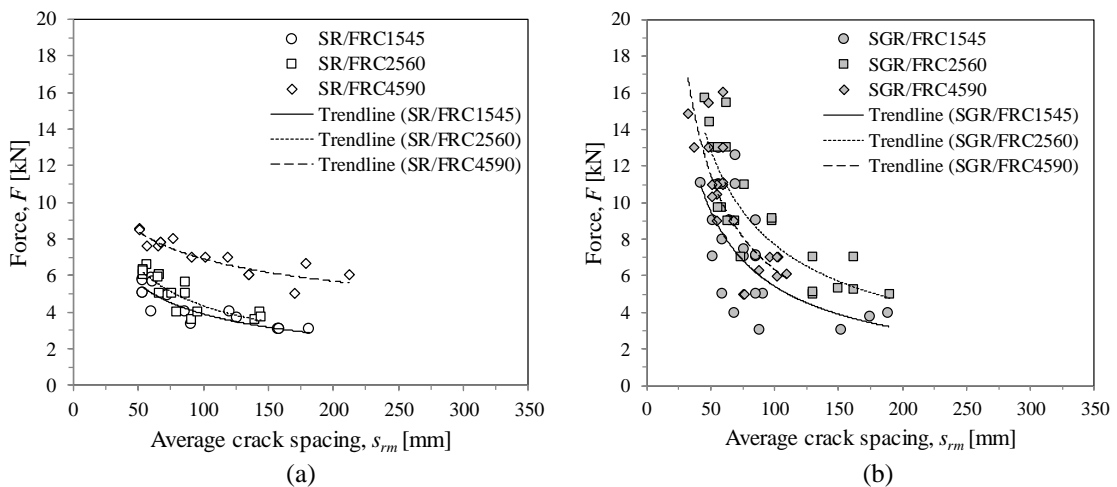 20
18
16
14
12
10
8
6
4
2
0
Force, F [kN]
SR/FRC1545
SR/FRC2560
SR/FRC4590
Trendline (SR/FRC1545)
Trendline (SR/FRC2560)
Trendline (SR/FRC4590)
0 50 100 150 200 250 300 350
Average crack spacing, srm [mm]
(a)
20
18
16
14
12
10
8
6
4
2
0
Force, F [kN]
SGR/FRC1545
SGR/FRC2560
SGR/FRC4590
Trendline (SGR/FRC1545)
Trendline (SGR/FRC2560)
Trendline (SGR/FRC4590)
0 50 100 150 200 250 300 350
Average crack spacing, srm [mm]
(b)